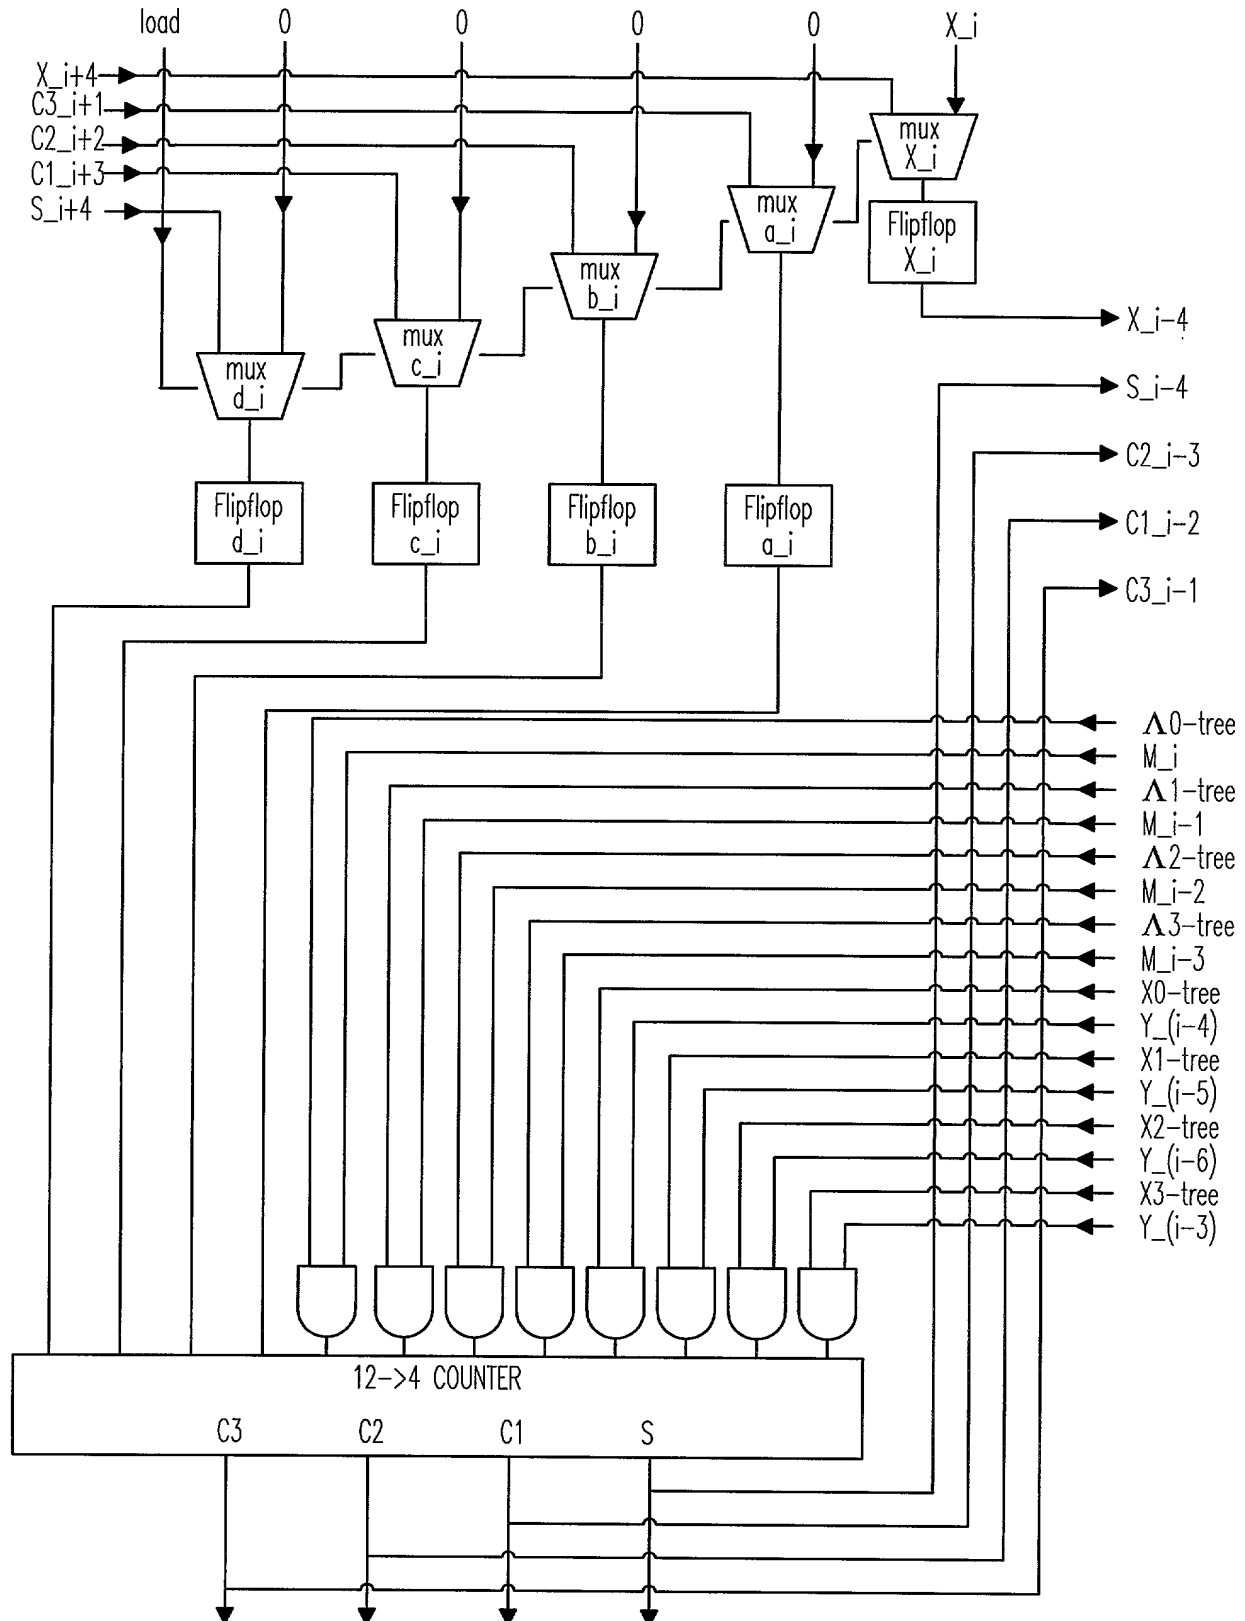 load 0 0 0 0 X_i
X_i+4
C3_i+1
C2_i+2
C1_i+3
S_i+4
mux
X_i
mux
a_i
Flipflop
X_i
mux
b_i
mux
c_i
mux
d_i
X_i-4
S_i-4
C2_i-3
C1_i-2
C3_i-1
Flipflop
d_i
Flipflop
c_i
Flipflop
b_i
Flipflop
a_i
Λ0-tree
M_i
Λ1-tree
M_i-1
Λ2-tree
M_i-2
Λ3-tree
M_i-3
X0-tree
Y_(i-4)
X1-tree
Y_(i-5)
X2-tree
Y_(i-6)
X3-tree
Y_(i-3)
12->4 COUNTER
C3 C2 C1 S